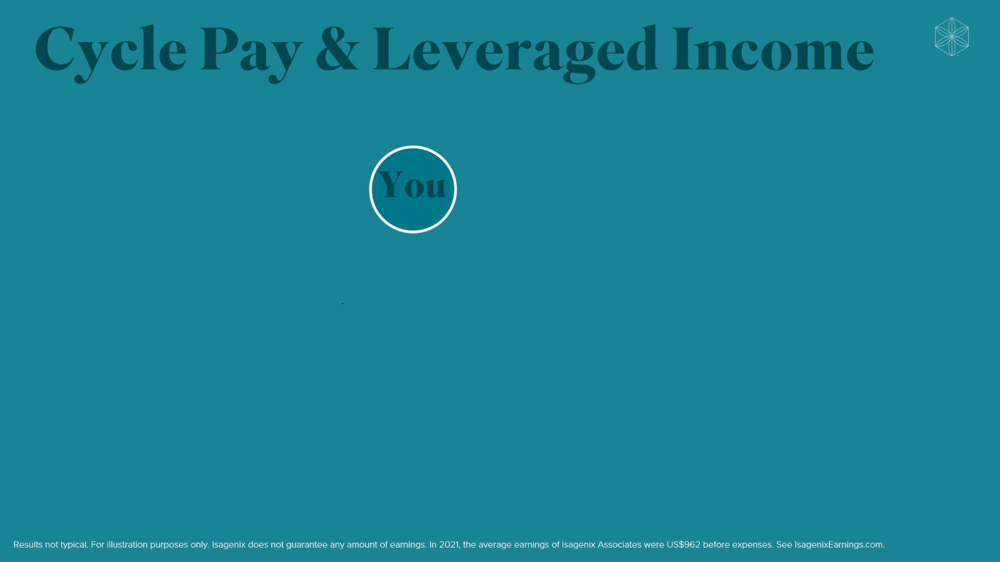 Cycle Pay & Leveraged Income
You
.
Results not typical. For illustration purposes only. Isagenix does not guarantee any amount of earnings. In 2021, the average earnings of Isagenix Associates were US$962 before expenses. See IsagenixEarnings.com.